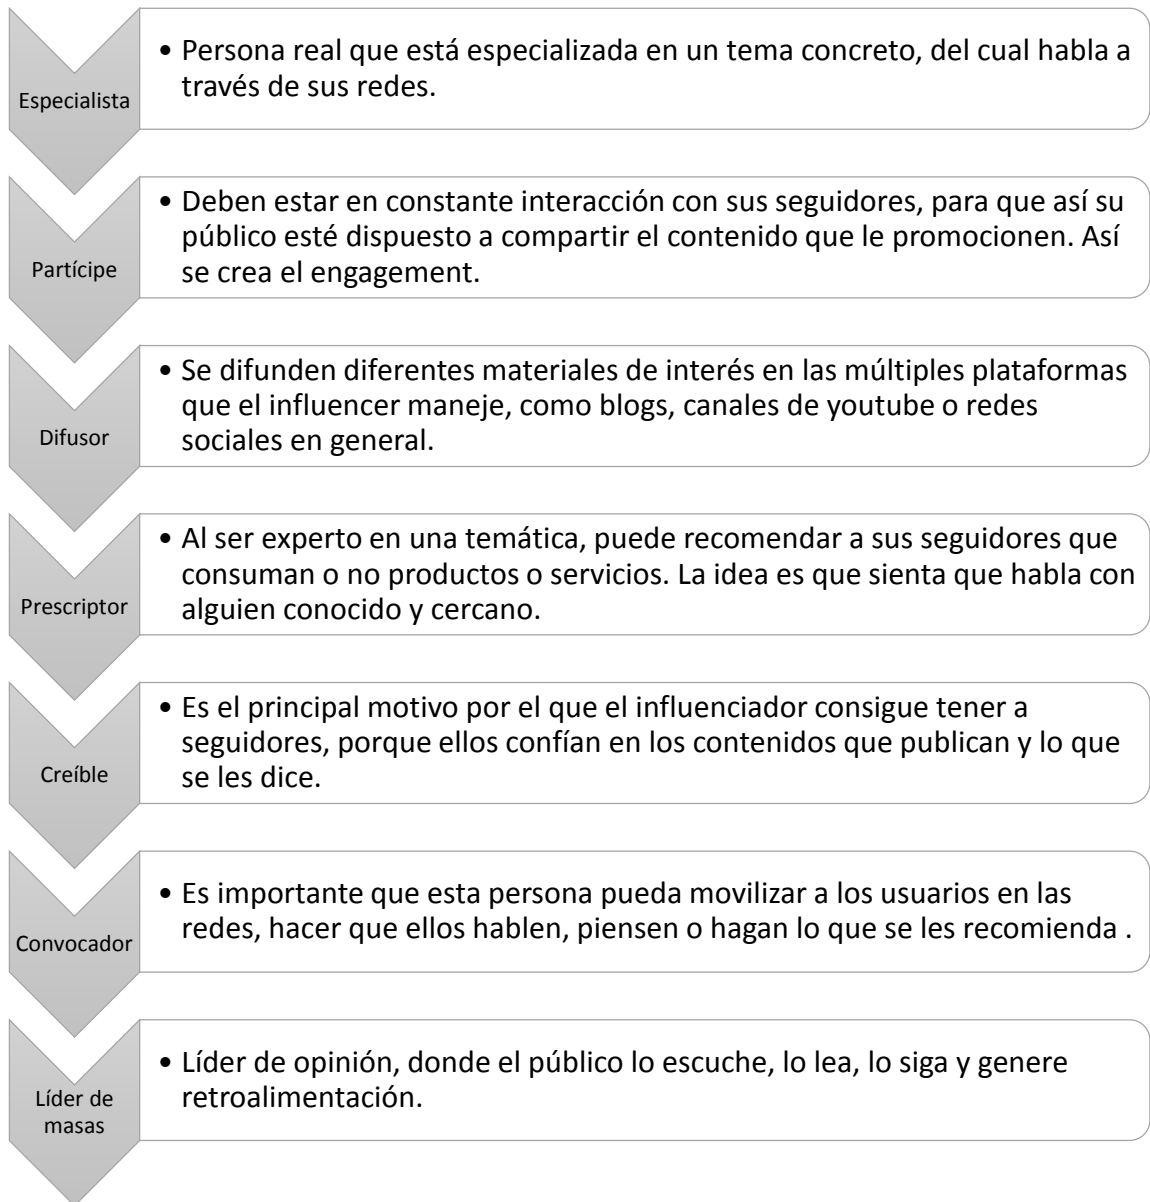 Especialista
• Persona real que está especializada en un tema concreto, del cual habla a
través de sus redes.
Partícipe
• Deben estar en constante interacción con sus seguidores, para que así su
público esté dispuesto a compartir el contenido que le promocionen. Así
se crea el engagement.
Difusor
• Se difunden diferentes materiales de interés en las múltiples plataformas
que el influencer maneje, como blogs, canales de youtube o redes
sociales en general.
Prescriptor
• Al ser experto en una temática, puede recomendar a sus seguidores que
consuman o no productos o servicios. La idea es que sienta que habla con
alguien conocido y cercano.
Creíble
• Es el principal motivo por el que el influenciador consigue tener a
seguidores, porque ellos confían en los contenidos que publican y lo que
se les dice.
Convocador
• Es importante que esta persona pueda movilizar a los usuarios en las
redes, hacer que ellos hablen, piensen o hagan lo que se les recomienda .
Líder de
masas
• Líder de opinión, donde el público lo escuche, lo lea, lo siga y genere
retroalimentación.